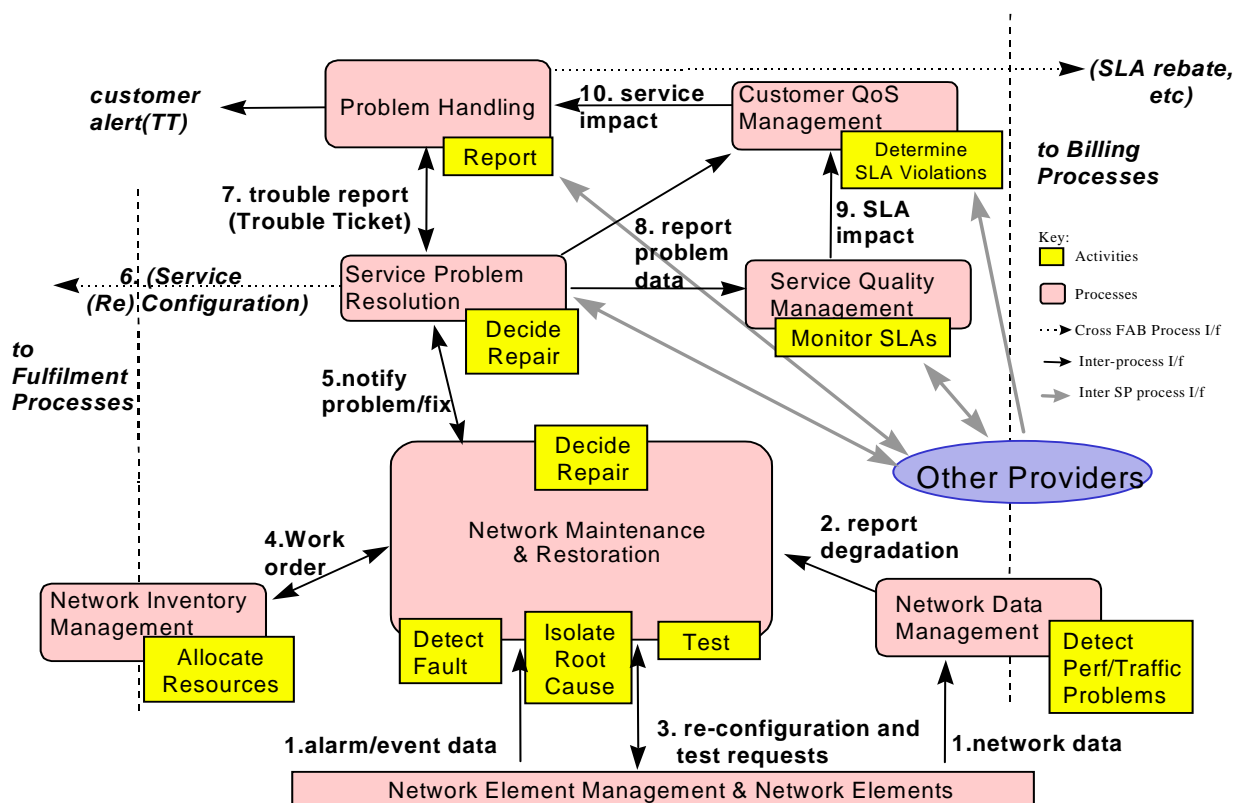 (SLA rebate,
etc)
customer
alert(TT)
Problem Handling
10. service
impact
Customer QoS
Management
Report
Determine
SLA Violations
to Billing
Processes
7. trouble report
(Trouble Ticket)
8. report
problem
data
9. SLA
impact
Key:
Activities
Processes
Cross FAB Process I/f
Inter-process I/f
Inter SP process I/f
6. (Service
(Re) Configuration)
Service Problem
Resolution
Decide
Repair
Service Quality
Management
Monitor SLAs
to
Fulfilment
Processes
5.notify
problem/fix
Decide
Repair
Other Providers
Network Maintenance
& Restoration
4.Work
order
2. report
degradation
Network Inventory
Management
Allocate
Resources
Detect
Fault
Isolate
Root
Cause
Test
Network Data
Management
Detect
Perf/Traffic
Problems
1.alarm/event data
3. re-configuration and
test requests
1.network data
Network Element Management & Network Elements